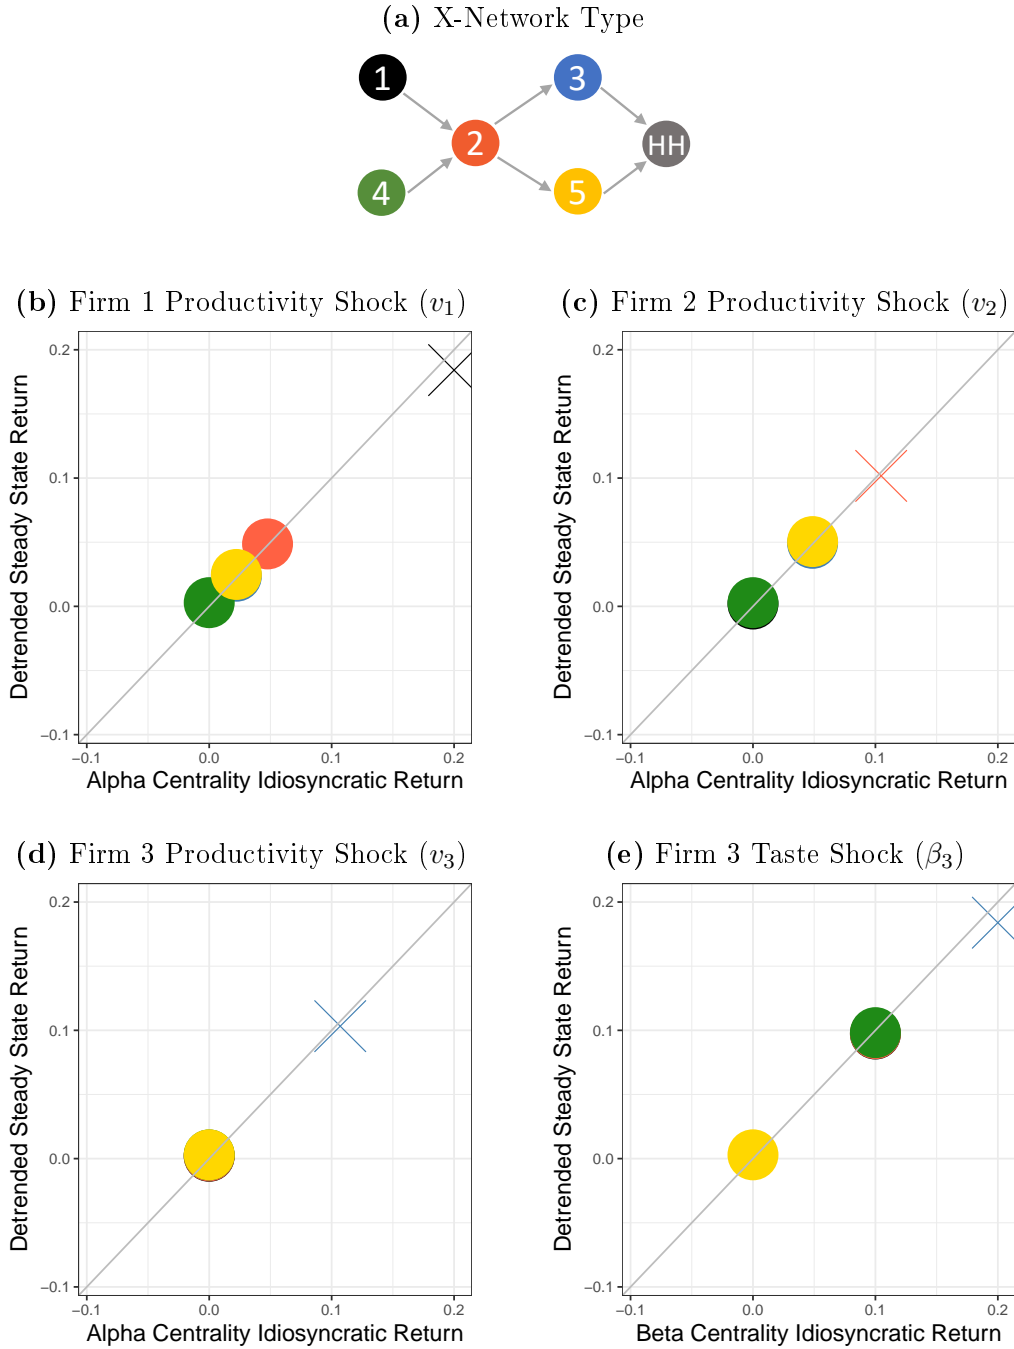 (a) X-Network Type
1
3
2
HH
4
5
(b) Firm 1 Productivity Shock (v₁)
(c) Firm 2 Productivity Shock (v₂)
Detrended Steady State Return
0.2
0.1
0.0
−0.1
−0.1 0.0 0.1 0.2
Alpha Centrality Idiosyncratic Return
Detrended Steady State Return
0.2
0.1
0.0
−0.1
−0.1 0.0 0.1 0.2
Alpha Centrality Idiosyncratic Return
(d) Firm 3 Productivity Shock (v₃)
(e) Firm 3 Taste Shock (β₃)
Detrended Steady State Return
0.2
0.1
0.0
−0.1
−0.1 0.0 0.1 0.2
Alpha Centrality Idiosyncratic Return
Detrended Steady State Return
0.2
0.1
0.0
−0.1
−0.1 0.0 0.1 0.2
Beta Centrality Idiosyncratic Return